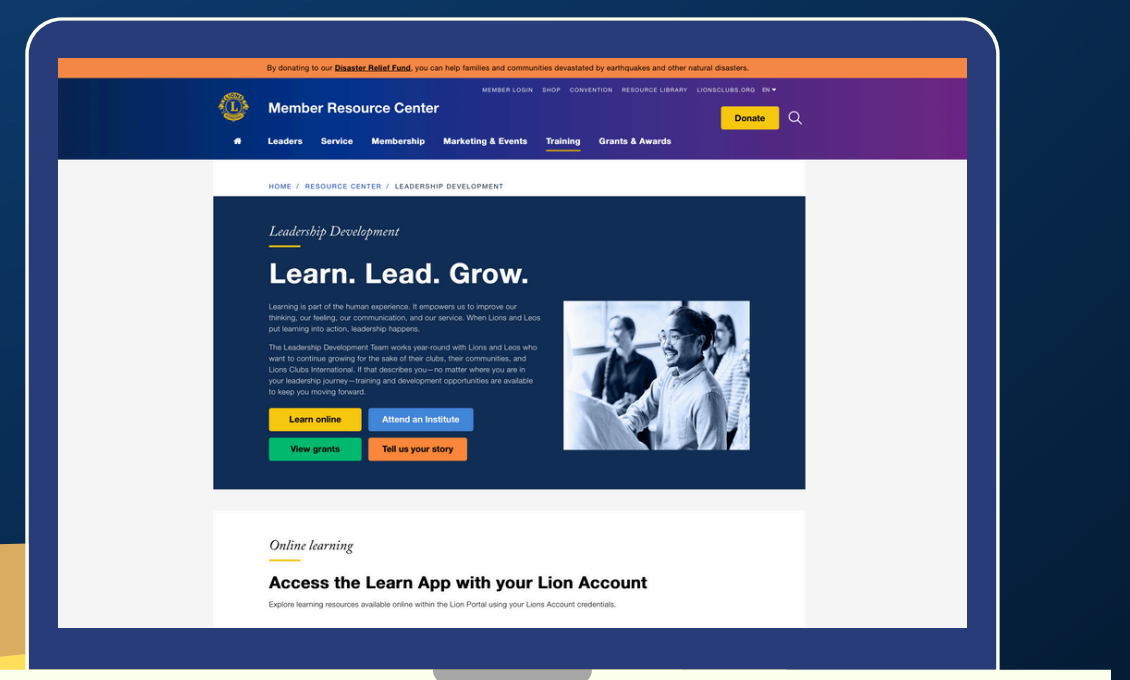 By donating to our Disaster Relief Fund, you can help families and communities devastated by earthquakes and other natural disasters.
MEMBER LOGIN SHOP CONVENTION RESOURCE LIBRARY LIONSCLUBS.ORG EN
LIONS
L
Member Resource Center
Donate
Leaders Service Membership Marketing & Events Training Grants & Awards
HOME / RESOURCE CENTER / LEADERSHIP DEVELOPMENT
Leadership Development
Learn. Lead. Grow.
Learning is part of the human experience. It empowers us to improve our
thinking, our feeling, our communication, and our service. When Lions and Leos
put learning into action, leadership happens.
The Leadership Development Team works year-round with Lions and Leos who
want to continue growing for the sake of their clubs, their communities, and
Lions Clubs International. If that describes you—no matter where you are in
your leadership journey—training and development opportunities are available
to keep you moving forward.
Learn online Attend an Institute
View grants Tell us your story
Online learning
Access the Learn App with your Lion Account
Explore learning resources available online within the Lion Portal using your Lions Account credentials.